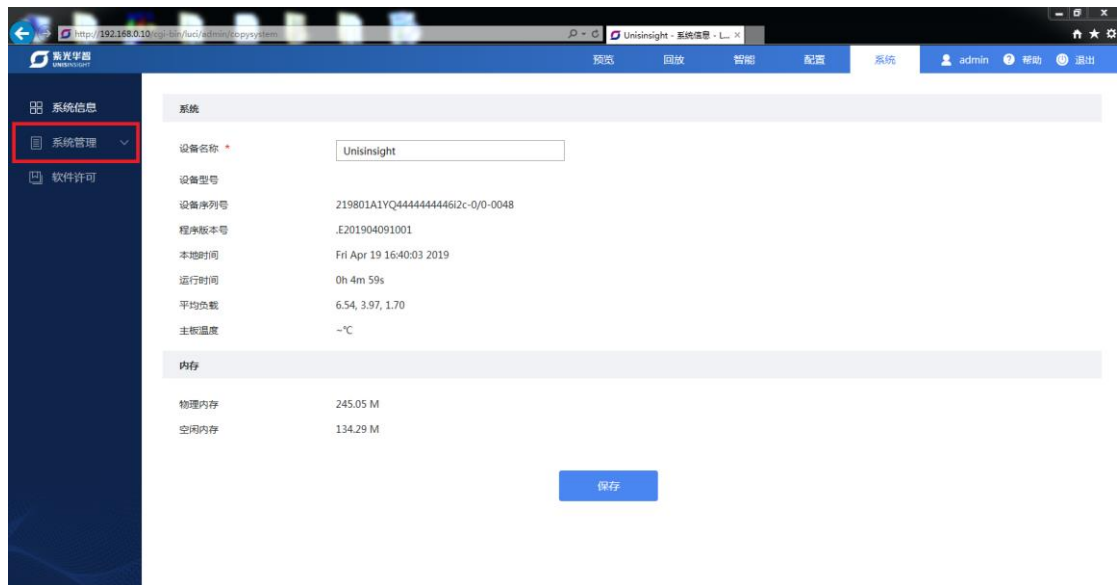 http://192.168.0.10/cgi-bin/luci/admin/copysystem
Unisinsight - 系统信息 - L...
紫光华智
UNISINSIGHT
预览 回放 智能 配置 系统 admin 帮助 退出
系统信息
系统管理
软件许可
系统
设备名称 * Unisinsight
设备型号
设备序列号 219801A1YQ4444444446i2c-0/0-0048
程序版本号 .E201904091001
本地时间 Fri Apr 19 16:40:03 2019
运行时间 0h 4m 59s
平均负载 6.54, 3.97, 1.70
主板温度 ~℃
内存
物理内存 245.05 M
空闲内存 134.29 M
保存